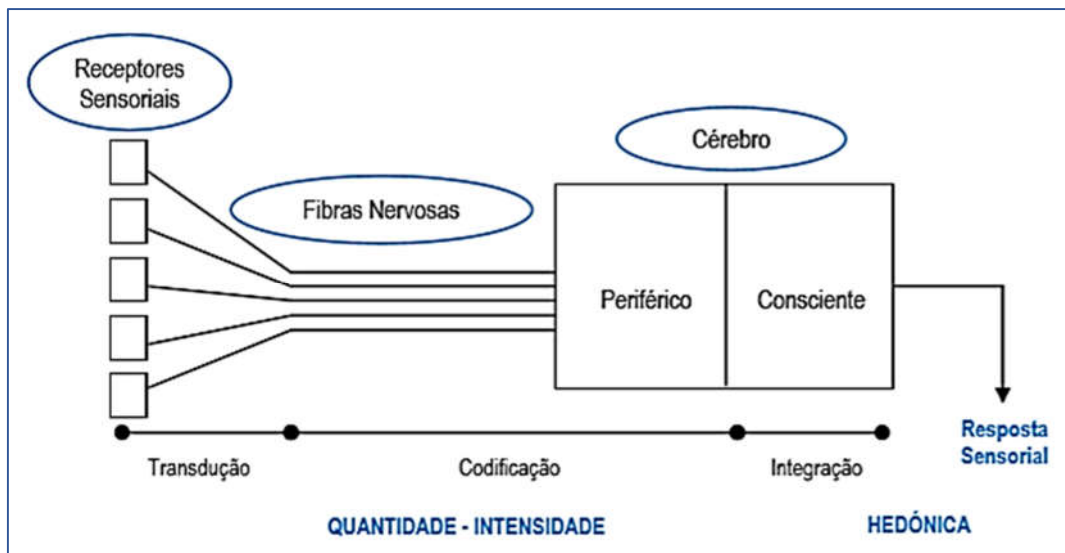 Receptores
Sensoriais
Cérebro
Fibras Nervosas
Periférico
Consciente
Resposta
Sensorial
Transdução
Codificação
Integração
QUANTIDADE - INTENSIDADE
HEDÓNICA